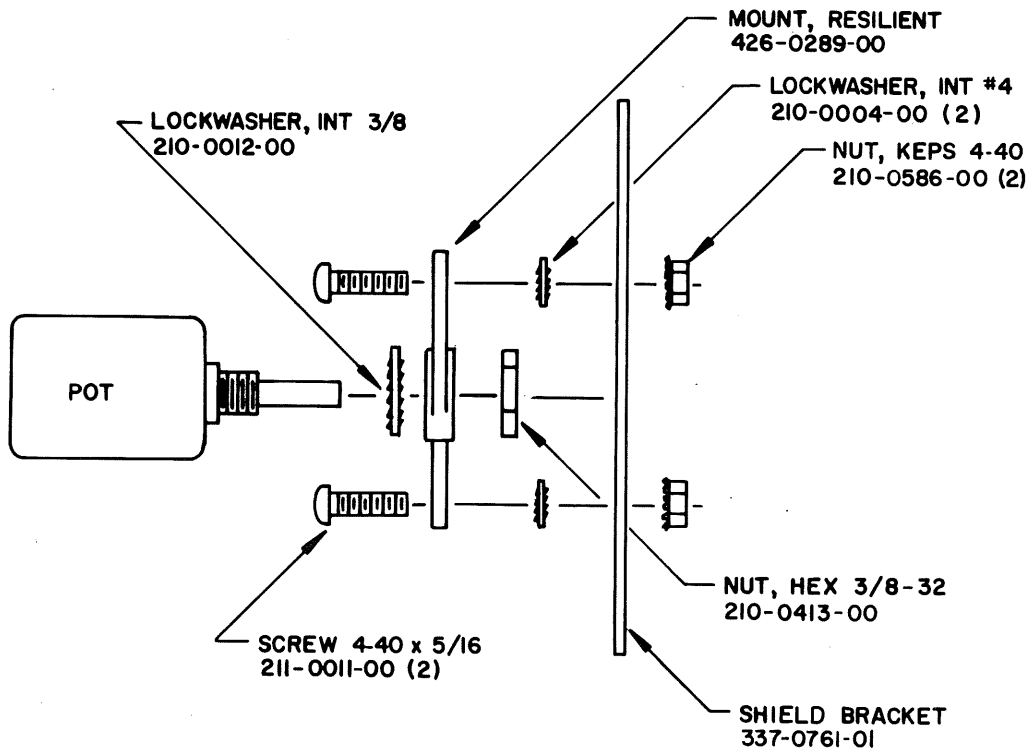 MOUNT, RESILIENT
426-0289-00
LOCKWASHER, INT #4
210-0004-00 (2)
LOCKWASHER, INT 3/8
210-0012-00
NUT, KEPS 4-40
210-0586-00 (2)
POT
NUT, HEX 3/8-32
210-0413-00
SCREW 4-40 x 5/16
211-0011-00 (2)
SHIELD BRACKET
337-0761-01